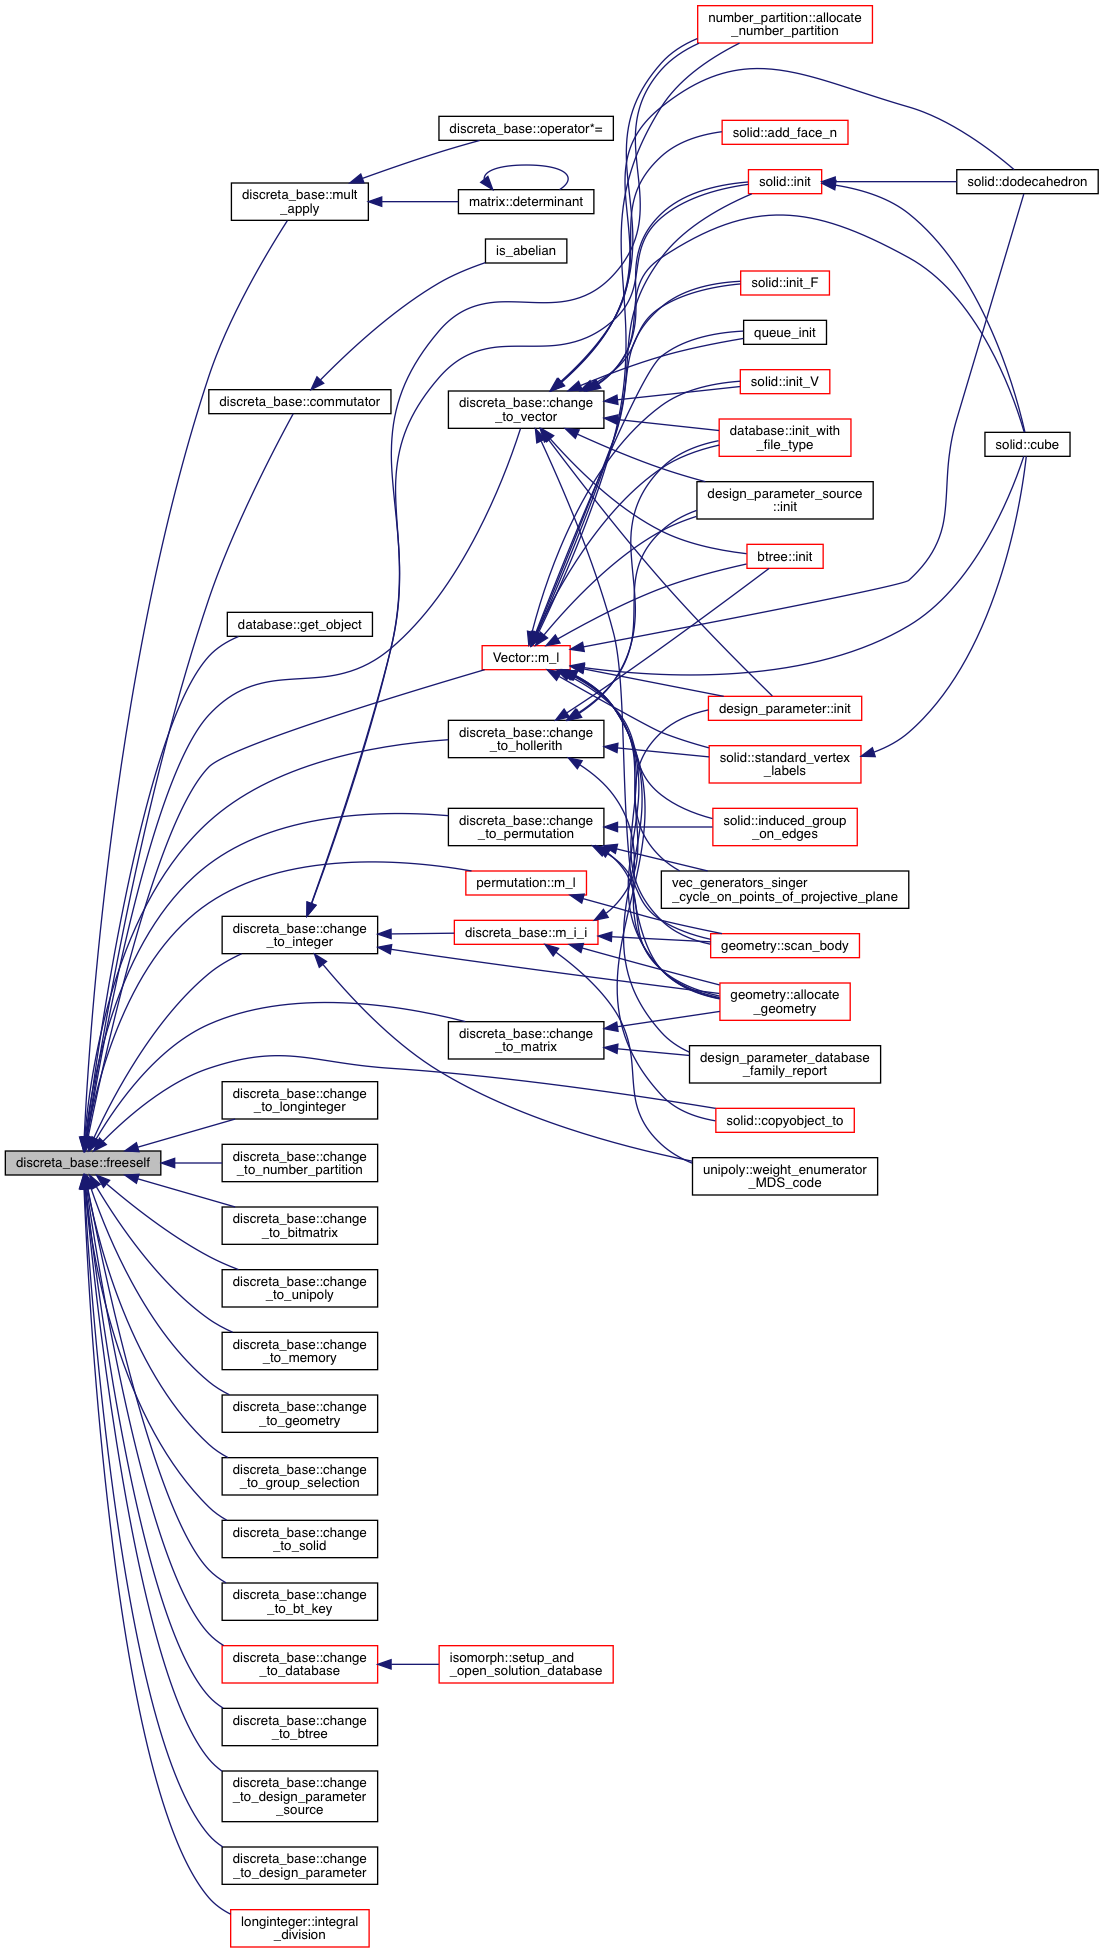 number_partition::allocate
_number_partition
discreta_base::operator*=
solid::add_face_n
discreta_base::mult
_apply
matrix::determinant
solid::init
solid::dodecahedron
is_abelian
solid::init_F
queue_init
discreta_base::commutator
discreta_base::change
_to_vector
solid::init_V
database::init_with
_file_type
solid::cube
design_parameter_source
::init
btree::init
database::get_object
Vector::m_l
design_parameter::init
discreta_base::change
_to_hollerith
solid::standard_vertex
_labels
discreta_base::change
_to_permutation
solid::induced_group
_on_edges
permutation::m_l
vec_generators_singer
_cycle_on_points_of_projective_plane
discreta_base::change
_to_integer
discreta_base::m_i_i
geometry::scan_body
geometry::allocate
_geometry
discreta_base::change
_to_matrix
design_parameter_database
_family_report
discreta_base::change
_to_longinteger
solid::copyobject_to
discreta_base::freeself
discreta_base::change
_to_number_partition
unipoly::weight_enumerator
_MDS_code
discreta_base::change
_to_bitmatrix
discreta_base::change
_to_unipoly
discreta_base::change
_to_memory
discreta_base::change
_to_geometry
discreta_base::change
_to_group_selection
discreta_base::change
_to_solid
discreta_base::change
_to_bt_key
discreta_base::change
_to_database
isomorph::setup_and
_open_solution_database
discreta_base::change
_to_btree
discreta_base::change
_to_design_parameter
_source
discreta_base::change
_to_design_parameter
longinteger::integral
_division